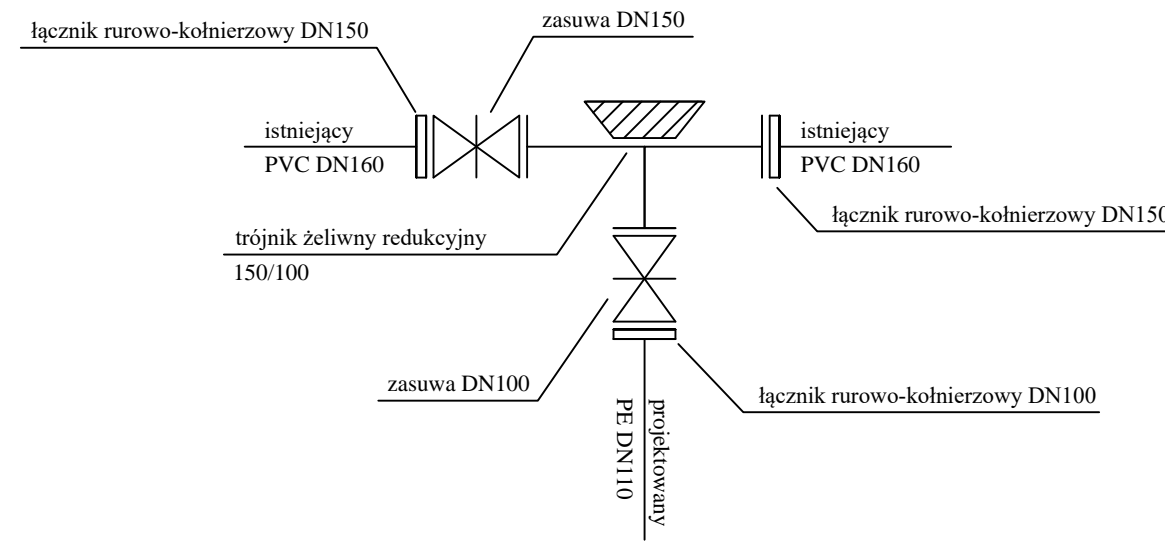 łącznik rurowo-kołnierzowy DN150
zasuwa DN150
istniejący
PVC DN160
istniejący
PVC DN160
łącznik rurowo-kołnierzowy DN150
trójnik żeliwny redukcyjny
150/100
zasuwa DN100
łącznik rurowo-kołnierzowy DN100
projektowany
PE DN110